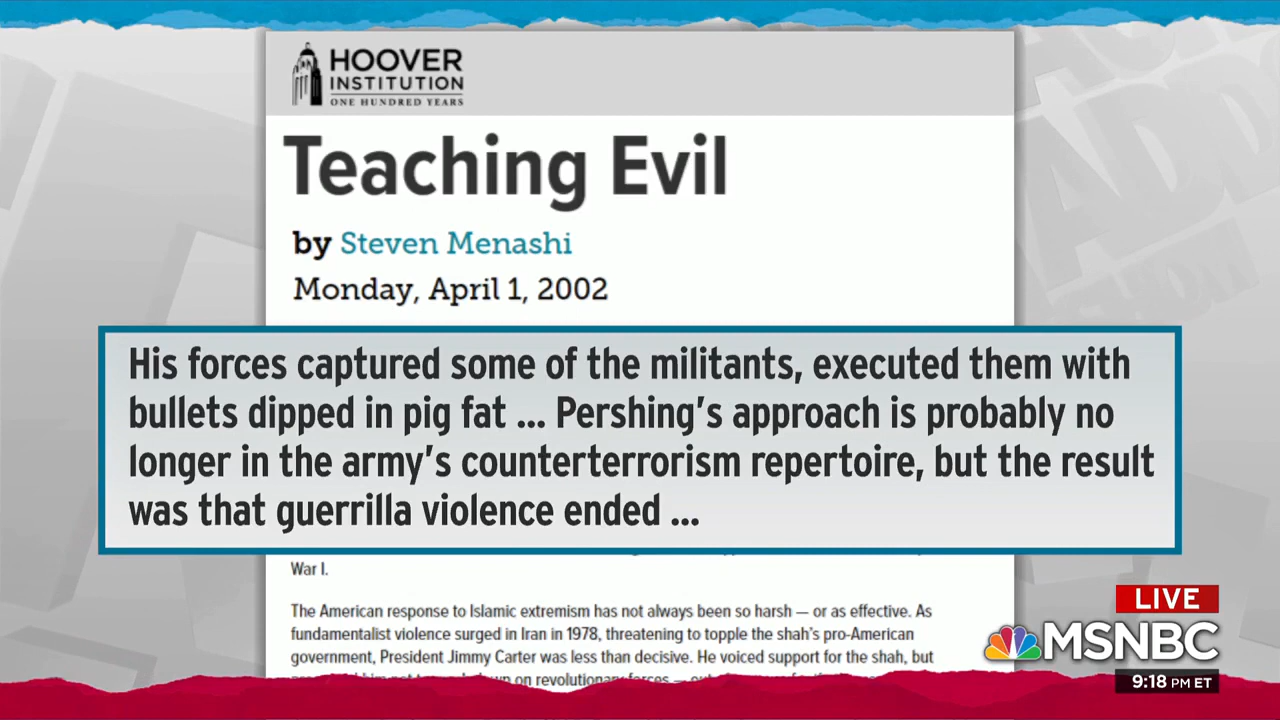 HOOVER
INSTITUTION
ONE HUNDRED YEARS
Teaching Evil
by Steven Menashi
Monday, April 1, 2002
His forces captured some of the militants, executed them with
bullets dipped in pig fat ... Pershing's approach is probably no
longer in the army's counterterrorism repertoire, but the result
was that guerrilla violence ended ...
War I.
The American response to Islamic extremism has not always been so harsh — or as effective. As
fundamentalist violence surged in Iran in 1978, threatening to topple the shah's pro-American
government, President Jimmy Carter was less than decisive. He voiced support for the shah, but
on revolutionary forces —
LIVE
MSNBC
9:18 PM ET